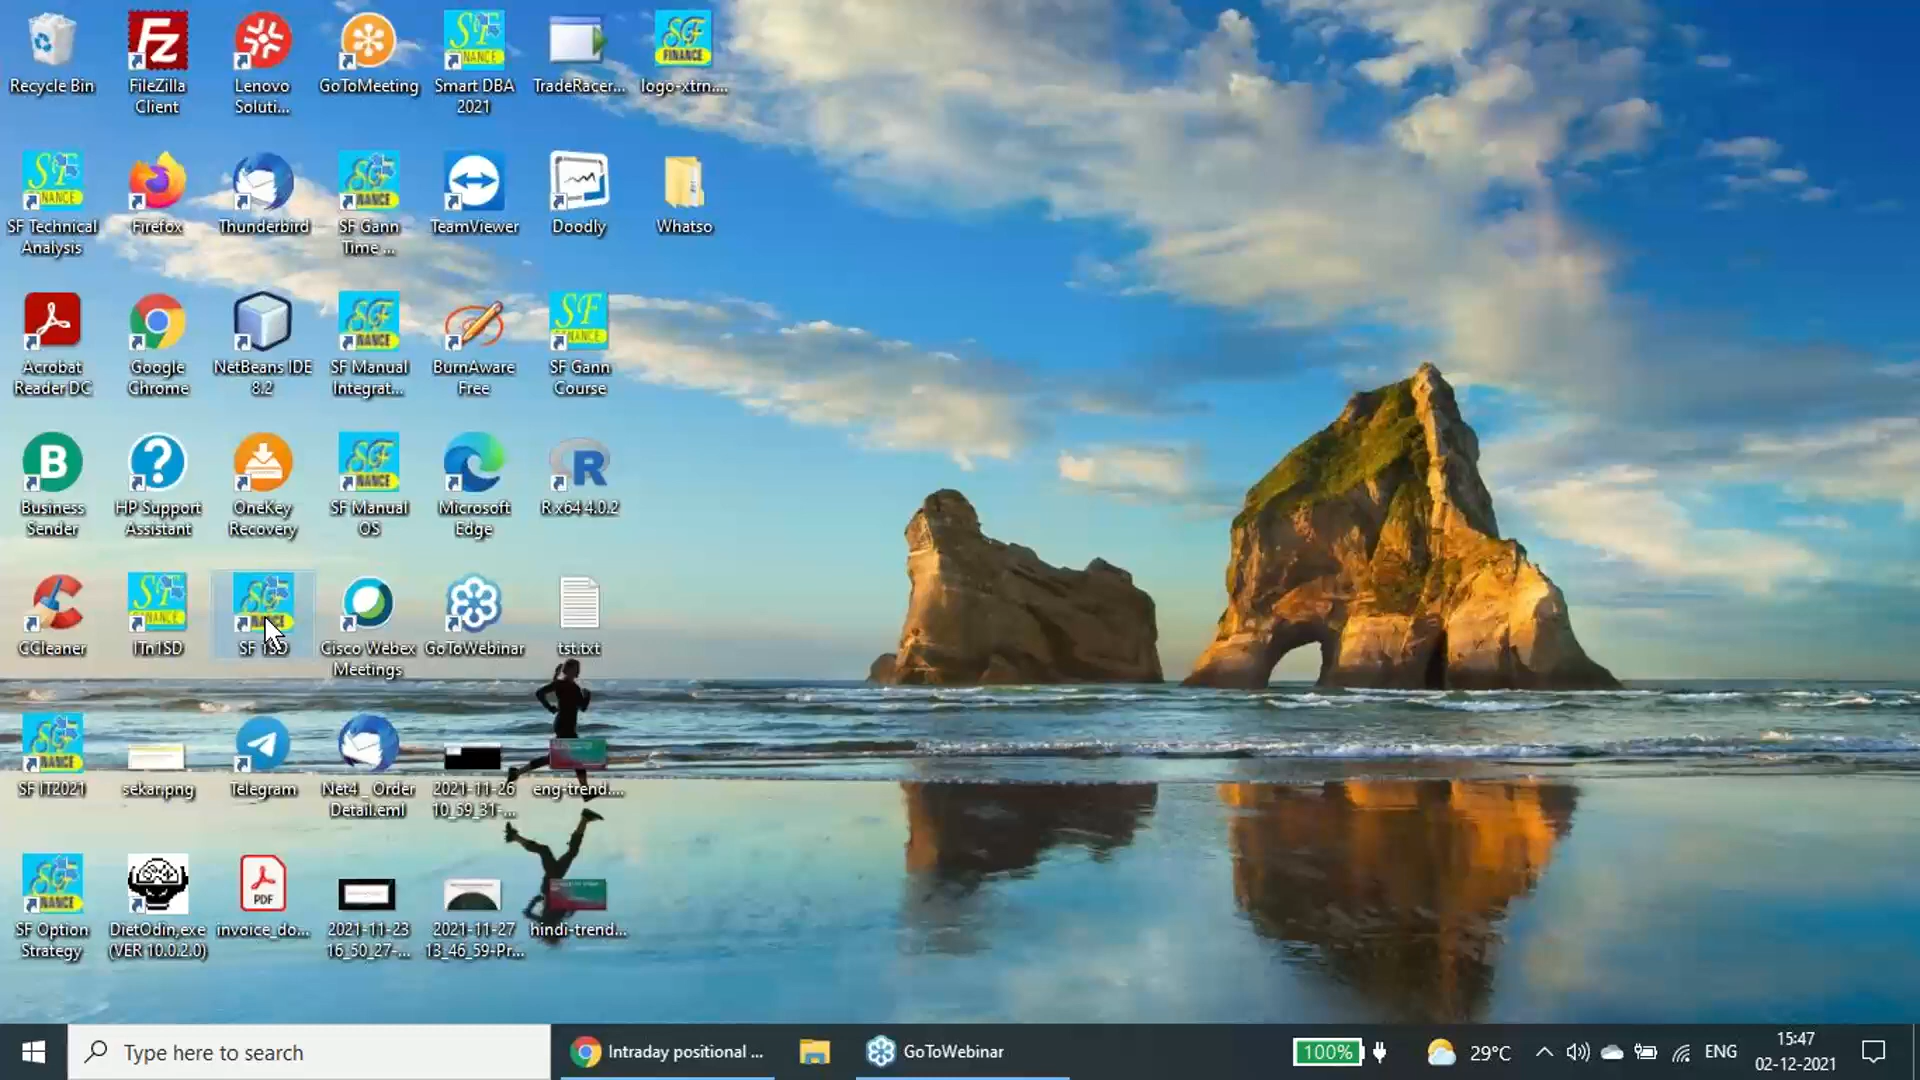 Recycle Bin
FileZilla
Client
Lenovo
Soluti...
GoToMeeting
Smart DBA
2021
TradeRacer...
logo-xtrn....
SF Technical
Analysis
Firefox
Thunderbird
SF Gann
Time ...
TeamViewer
Doodly
Whatso
Acrobat
Reader DC
Google
Chrome
NetBeans IDE
8.2
SF Manual
Integrat...
BurnAware
Free
SF Gann
Course
Business
Sender
HP Support
Assistant
OneKey
Recovery
SF Manual
OS
Microsoft
Edge
R x64 4.0.2
CCleaner
ITn1SD
SF 1SD
Cisco Webex
Meetings
GoToWebinar
tst.txt
SF IT2021
sekar.png
Telegram
Net4 _ Order
Detail.eml
2021-11-26
10_59_31-...
eng-trend....
SF Option
Strategy
DietOdin,exe
(VER 10.0.2.0)
invoice_do...
2021-11-23
16_50_27-...
2021-11-27
13_46_59-Pr...
hindi-trend...
Type here to search
Intraday positional ...
GoToWebinar
100%
29°C
ENG
15:47
02-12-2021